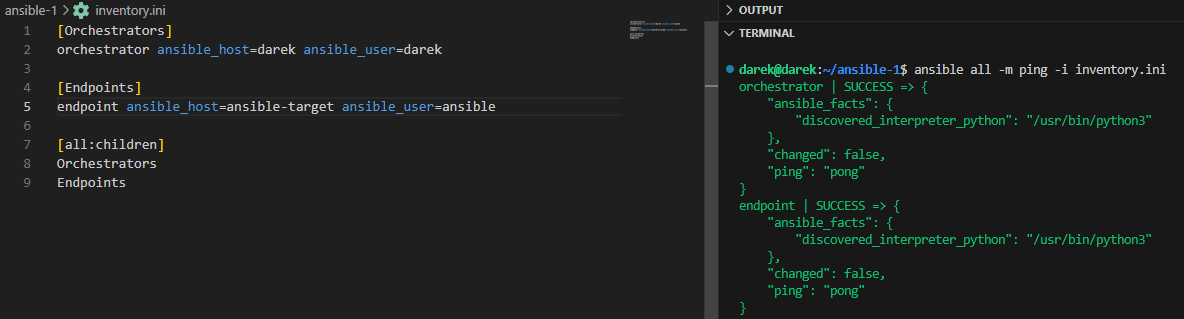 ansible-1 > inventory.ini
1 [Orchestrators]
2 orchestrator ansible_host=darek ansible_user=darek
3
4 [Endpoints]
5 endpoint ansible_host=ansible-target ansible_user=ansible
6
7 [all:children]
8 Orchestrators
9 Endpoints
OUTPUT
TERMINAL
darek@darek:~/ansible-1$ ansible all -m ping -i inventory.ini
orchestrator | SUCCESS => {
    "ansible_facts": {
        "discovered_interpreter_python": "/usr/bin/python3"
    },
    "changed": false,
    "ping": "pong"
}
endpoint | SUCCESS => {
    "ansible_facts": {
        "discovered_interpreter_python": "/usr/bin/python3"
    },
    "changed": false,
    "ping": "pong"
}